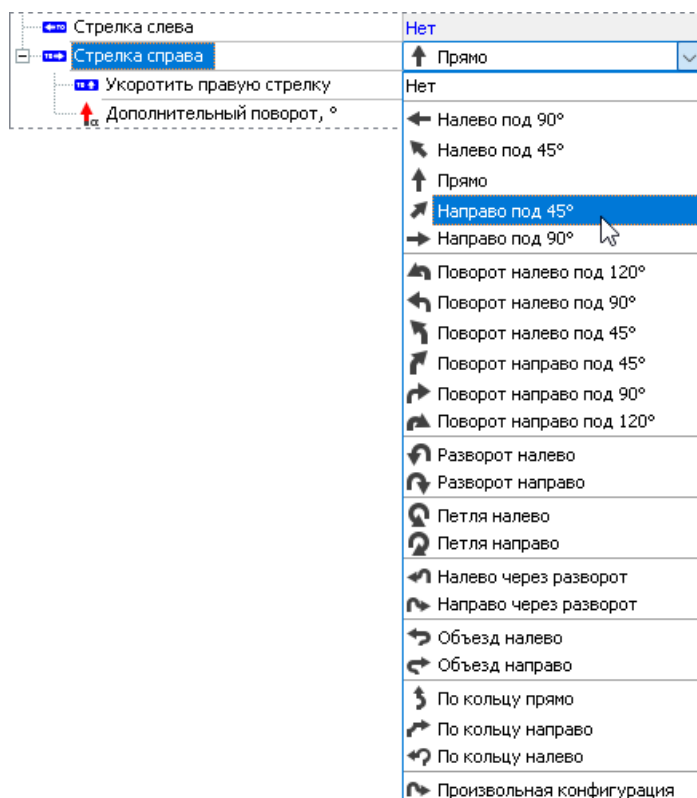 Стрелка слева
Нет
Стрелка справа
Прямо
Укоротить правую стрелку
Дополнительный поворот, °
Нет
Налево под 90°
Налево под 45°
Прямо
Направо под 45°
Направо под 90°
Поворот налево под 120°
Поворот налево под 90°
Поворот налево под 45°
Поворот направо под 45°
Поворот направо под 90°
Поворот направо под 120°
Разворот налево
Разворот направо
Петля налево
Петля направо
Налево через разворот
Направо через разворот
Объезд налево
Объезд направо
По кольцу прямо
По кольцу направо
По кольцу налево
Произвольная конфигурация